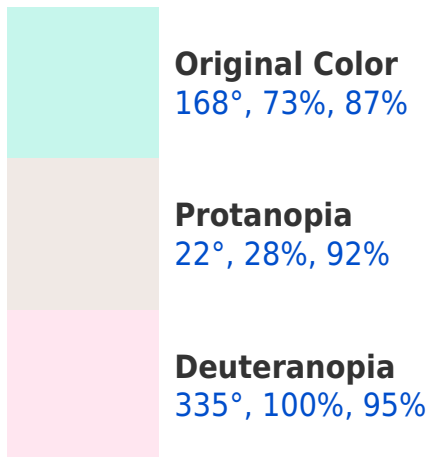 Original Color
168°, 73%, 87%
Protanopia
22°, 28%, 92%
Deuteranopia
335°, 100%, 95%